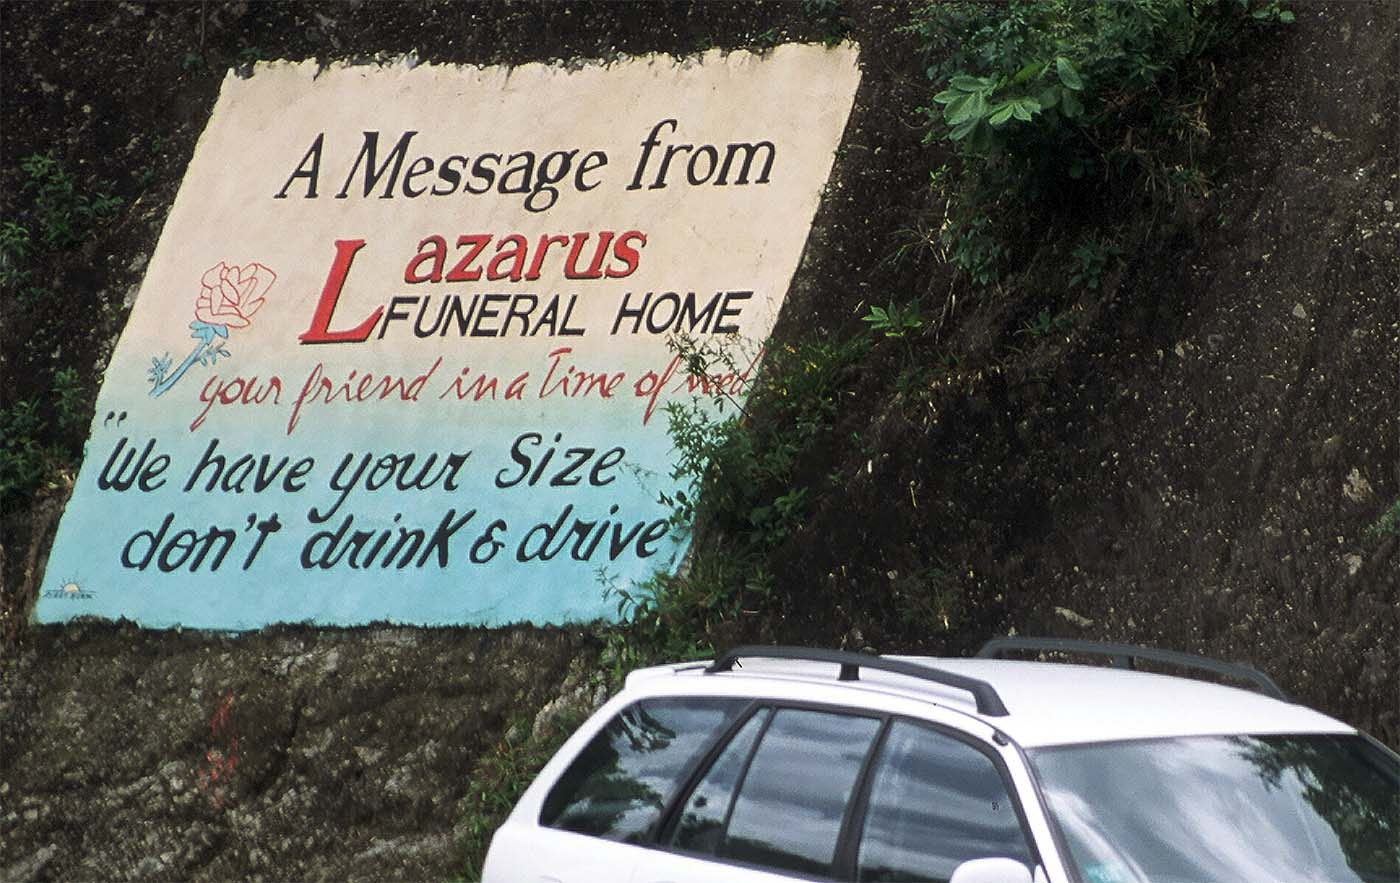 A Message from
Lazarus
FUNERAL HOME
your friend in a Time of need
"We have your Size
don't drink & drive